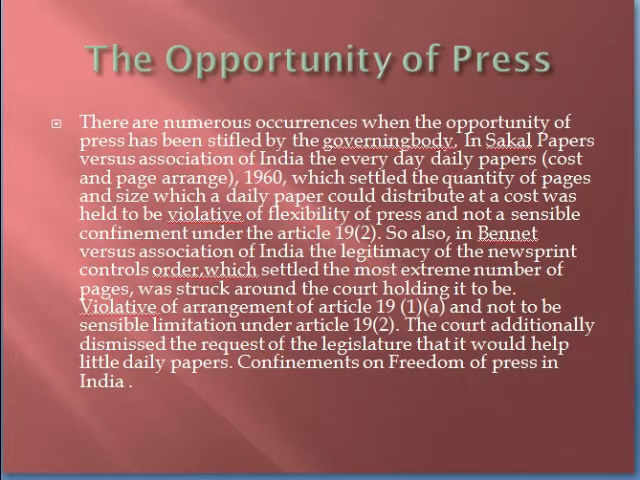 The Opportunity of Press
There are numerous occurrences when the opportunity of
press has been stifled by the governingbody. In Sakal Papers
versus association of India the every day daily papers (cost
and page arrange), 1960, which settled the quantity of pages
and size which a daily paper could distribute at a cost was
held to be violative of flexibility of press and not a sensible
confinement under the article 19(2). So also, in Bennet
versus association of India the legitimacy of the newsprint
controls order,which settled the most extreme number of
pages, was struck around the court holding it to be.
Violative of arrangement of article 19 (1)(a) and not to be
sensible limitation under article 19(2). The court additionally
dismissed the request of the legislature that it would help
little daily papers. Confinements on Freedom of press in
India .